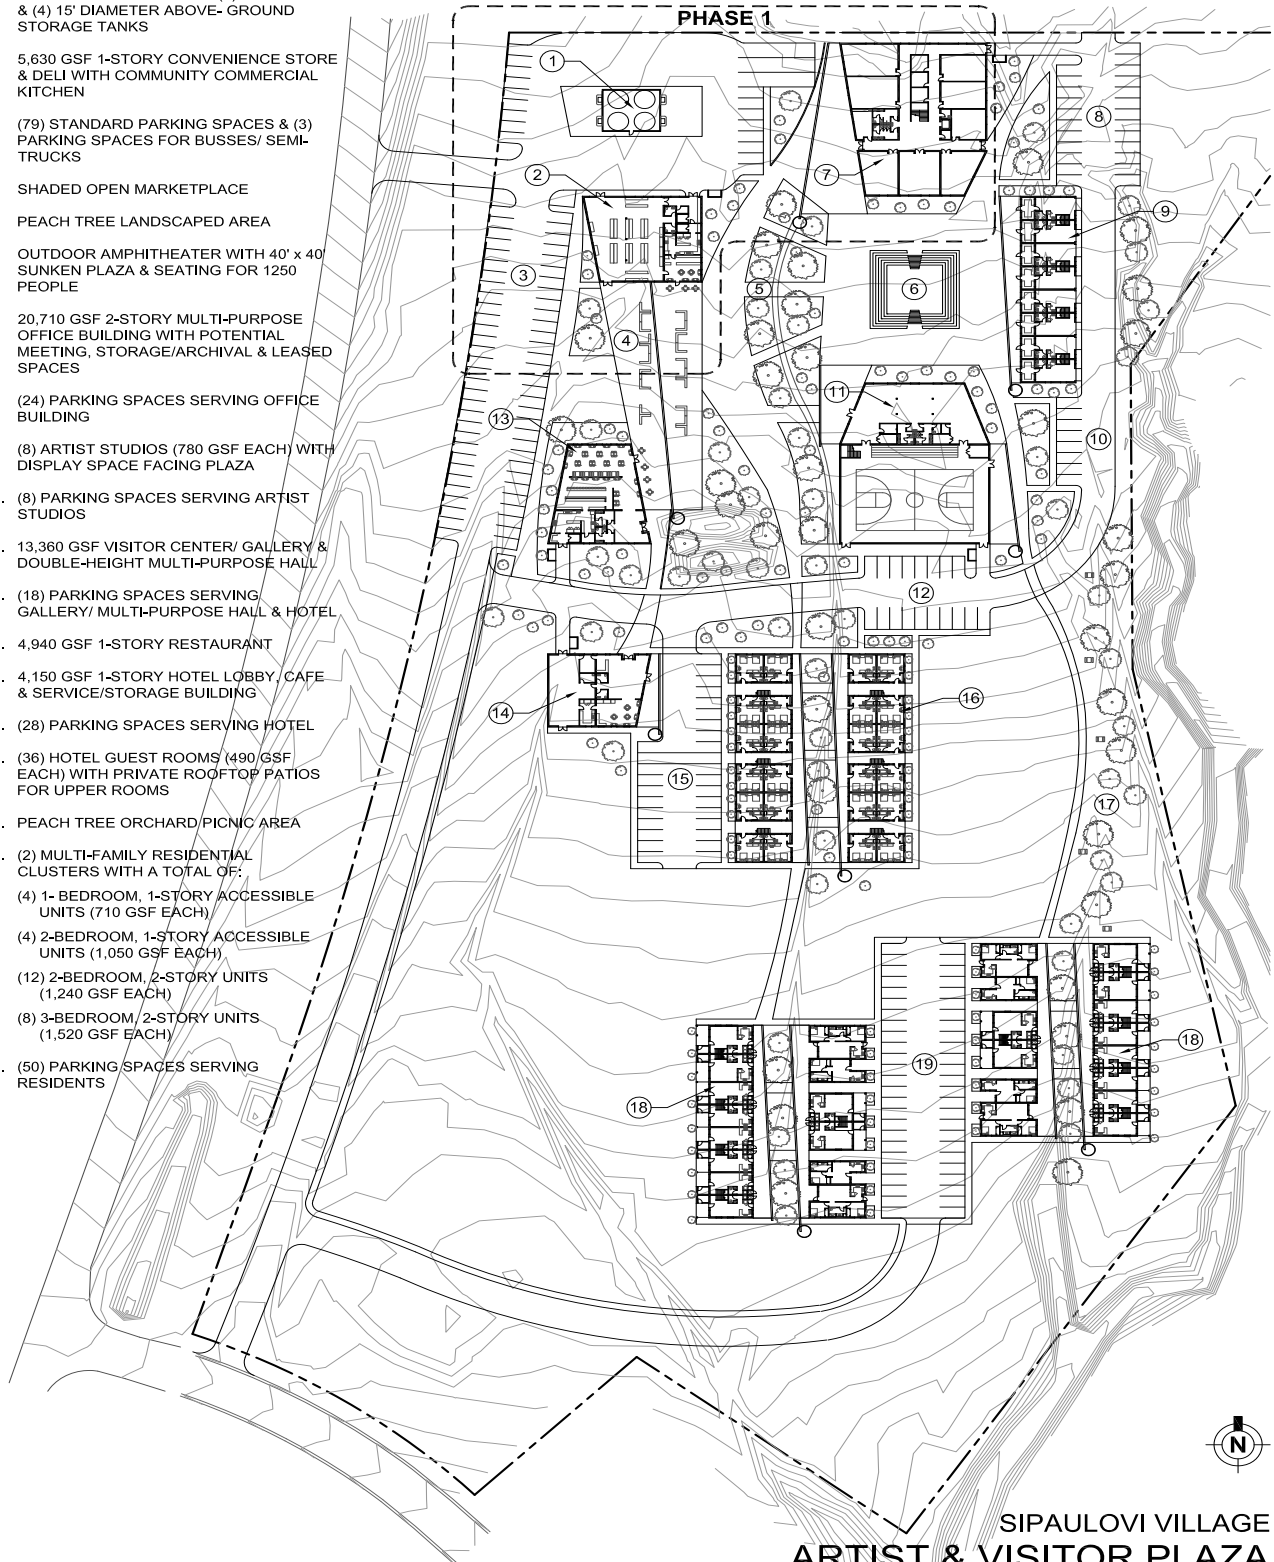 & (4) 15' DIAMETER ABOVE- GROUND
STORAGE TANKS
5,630 GSF 1-STORY CONVENIENCE STORE
& DELI WITH COMMUNITY COMMERCIAL
KITCHEN
(79) STANDARD PARKING SPACES & (3)
PARKING SPACES FOR BUSSES/ SEMI-
TRUCKS
SHADED OPEN MARKETPLACE
PEACH TREE LANDSCAPED AREA
OUTDOOR AMPHITHEATER WITH 40' x 40'
SUNKEN PLAZA & SEATING FOR 1250
PEOPLE
20,710 GSF 2-STORY MULTI-PURPOSE
OFFICE BUILDING WITH POTENTIAL
MEETING, STORAGE/ARCHIVAL & LEASED
SPACES
(24) PARKING SPACES SERVING OFFICE
BUILDING
(8) ARTIST STUDIOS (780 GSF EACH) WITH
DISPLAY SPACE FACING PLAZA
. (8) PARKING SPACES SERVING ARTIST
STUDIOS
. 13,360 GSF VISITOR CENTER/ GALLERY &
DOUBLE-HEIGHT MULTI-PURPOSE HALL
. (18) PARKING SPACES SERVING
GALLERY/ MULTI-PURPOSE HALL & HOTEL
. 4,940 GSF 1-STORY RESTAURANT
. 4,150 GSF 1-STORY HOTEL LOBBY, CAFE
& SERVICE/STORAGE BUILDING
. (28) PARKING SPACES SERVING HOTEL
. (36) HOTEL GUEST ROOMS (490 GSF
EACH) WITH PRIVATE ROOFTOP PATIOS
FOR UPPER ROOMS
. PEACH TREE ORCHARD PICNIC AREA
. (2) MULTI-FAMILY RESIDENTIAL
CLUSTERS WITH A TOTAL OF:
(4) 1- BEDROOM, 1-STORY ACCESSIBLE
UNITS (710 GSF EACH)
(4) 2-BEDROOM, 1-STORY ACCESSIBLE
UNITS (1,050 GSF EACH)
(12) 2-BEDROOM, 2-STORY UNITS
(1,240 GSF EACH)
(8) 3-BEDROOM, 2-STORY UNITS
(1,520 GSF EACH)
. (50) PARKING SPACES SERVING
RESIDENTS
PHASE 1
1
2
3
4
5
6
7
8
9
10
11
12
13
14
15
16
17
18
18
19
N
SIPAULOVI VILLAGE
ARTIST & VISITOR PLAZA